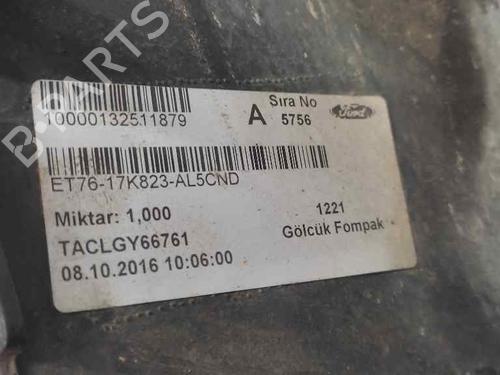 B-PARTS
10000132511879
A
Sıra No
5756
Ford
ET76-17K823-AL5CND
Miktar: 1,000
1221
TACLGY66761
Gölcük Fompak
08.10.2016 10:06:00